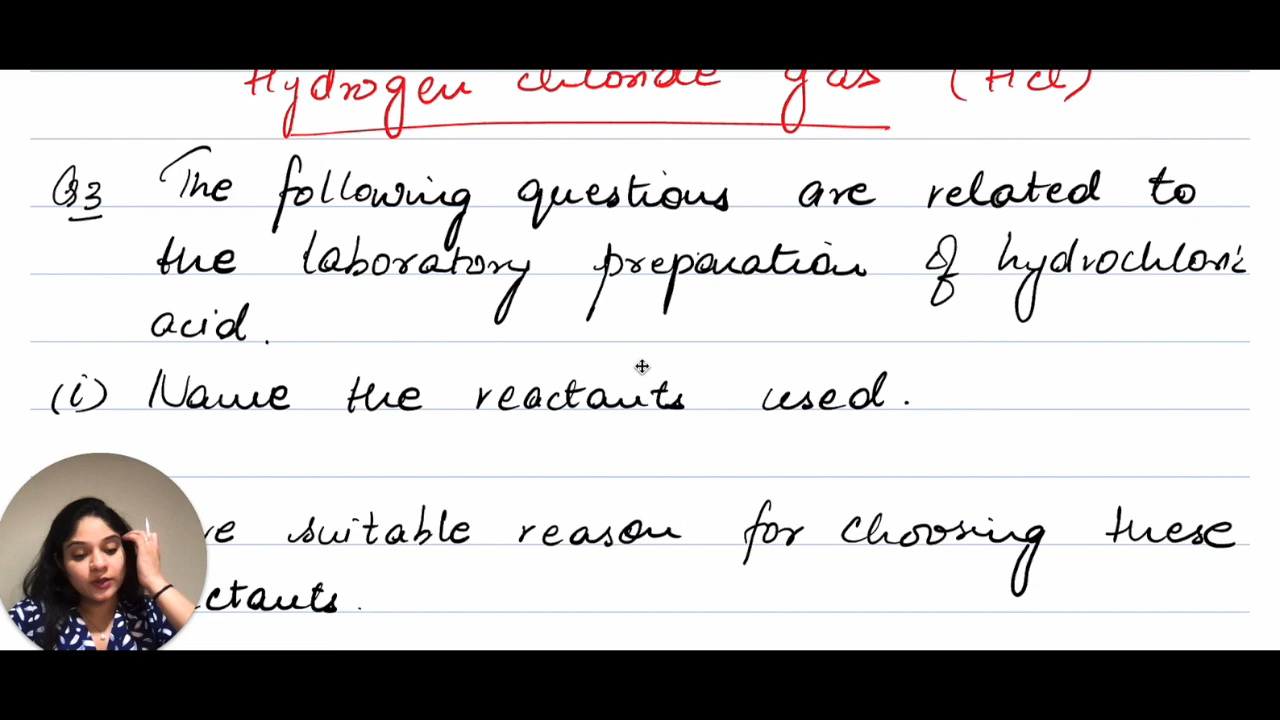 Hydrogen chloride gas (HCl)
Q3 The following questions are related to
the laboratory preparation of hydrochloric
acid.
(i) Name the reactants used.
suitable reason for choosing these